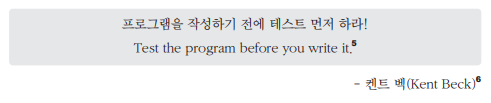 프로그램을 작성하기 전에 테스트 먼저 하라!
Test the program before you write it.5
- 켄트 벡(Kent Beck)6